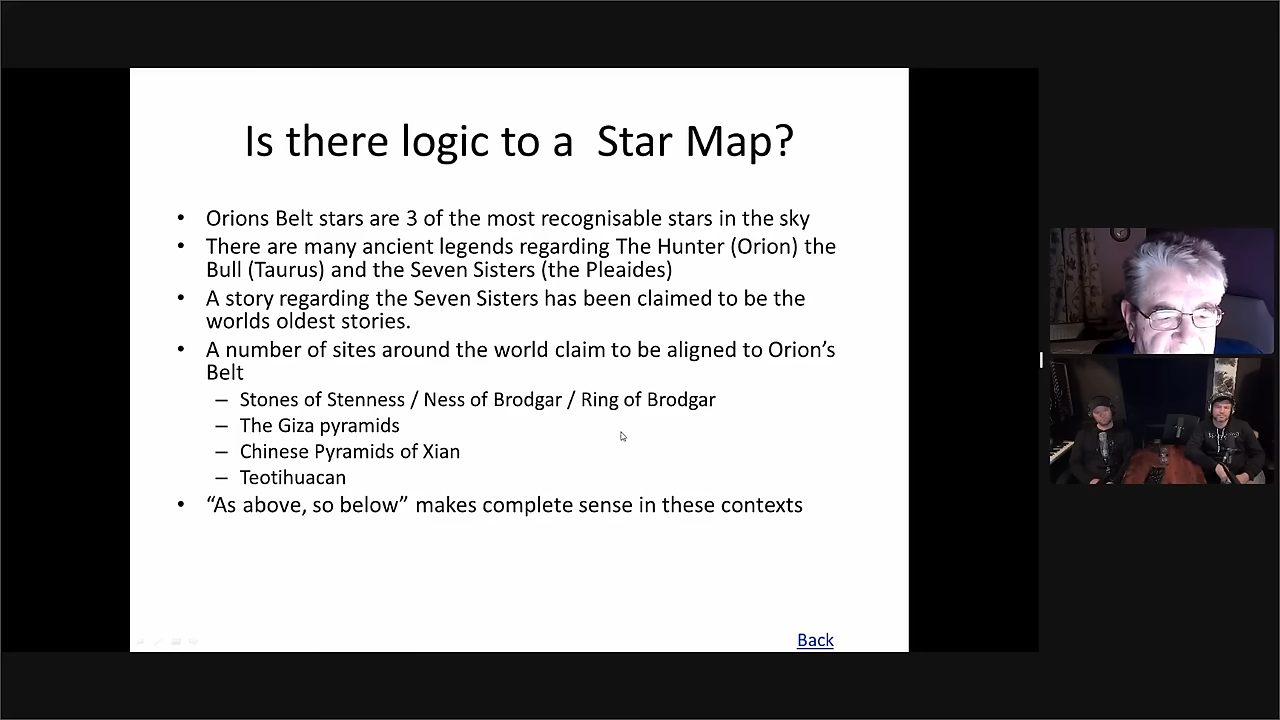 Is there logic to a  Star Map?
• Orions Belt stars are 3 of the most recognisable stars in the sky
• There are many ancient legends regarding The Hunter (Orion) the
Bull (Taurus) and the Seven Sisters (the Pleaides)
• A story regarding the Seven Sisters has been claimed to be the
worlds oldest stories.
• A number of sites around the world claim to be aligned to Orion’s
Belt
– Stones of Stenness / Ness of Brodgar / Ring of Brodgar
– The Giza pyramids
– Chinese Pyramids of Xian
– Teotihuacan
• “As above, so below” makes complete sense in these contexts
Back